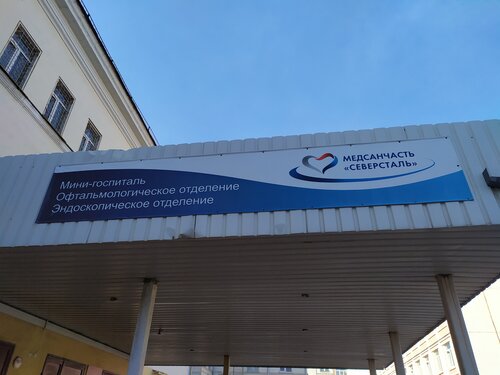 Мини-госпиталь
Офтальмологическое отделение
Эндоскопическое отделение
МЕДСАНЧАСТЬ
«СЕВЕРСТАЛЬ»